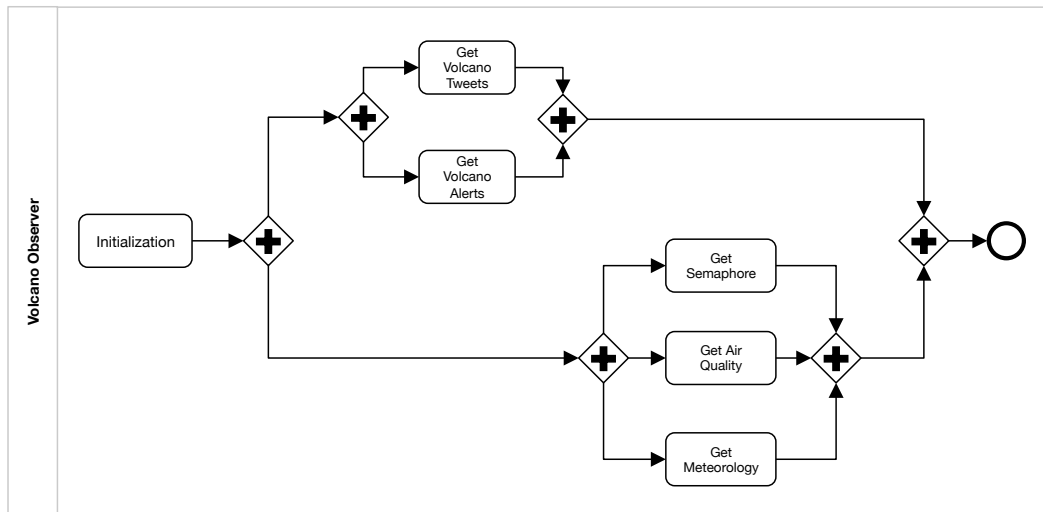 Volcano Observer
Initialization
Get
Volcano
Tweets
Get
Volcano
Alerts
Get
Semaphore
Get Air
Quality
Get
Meteorology